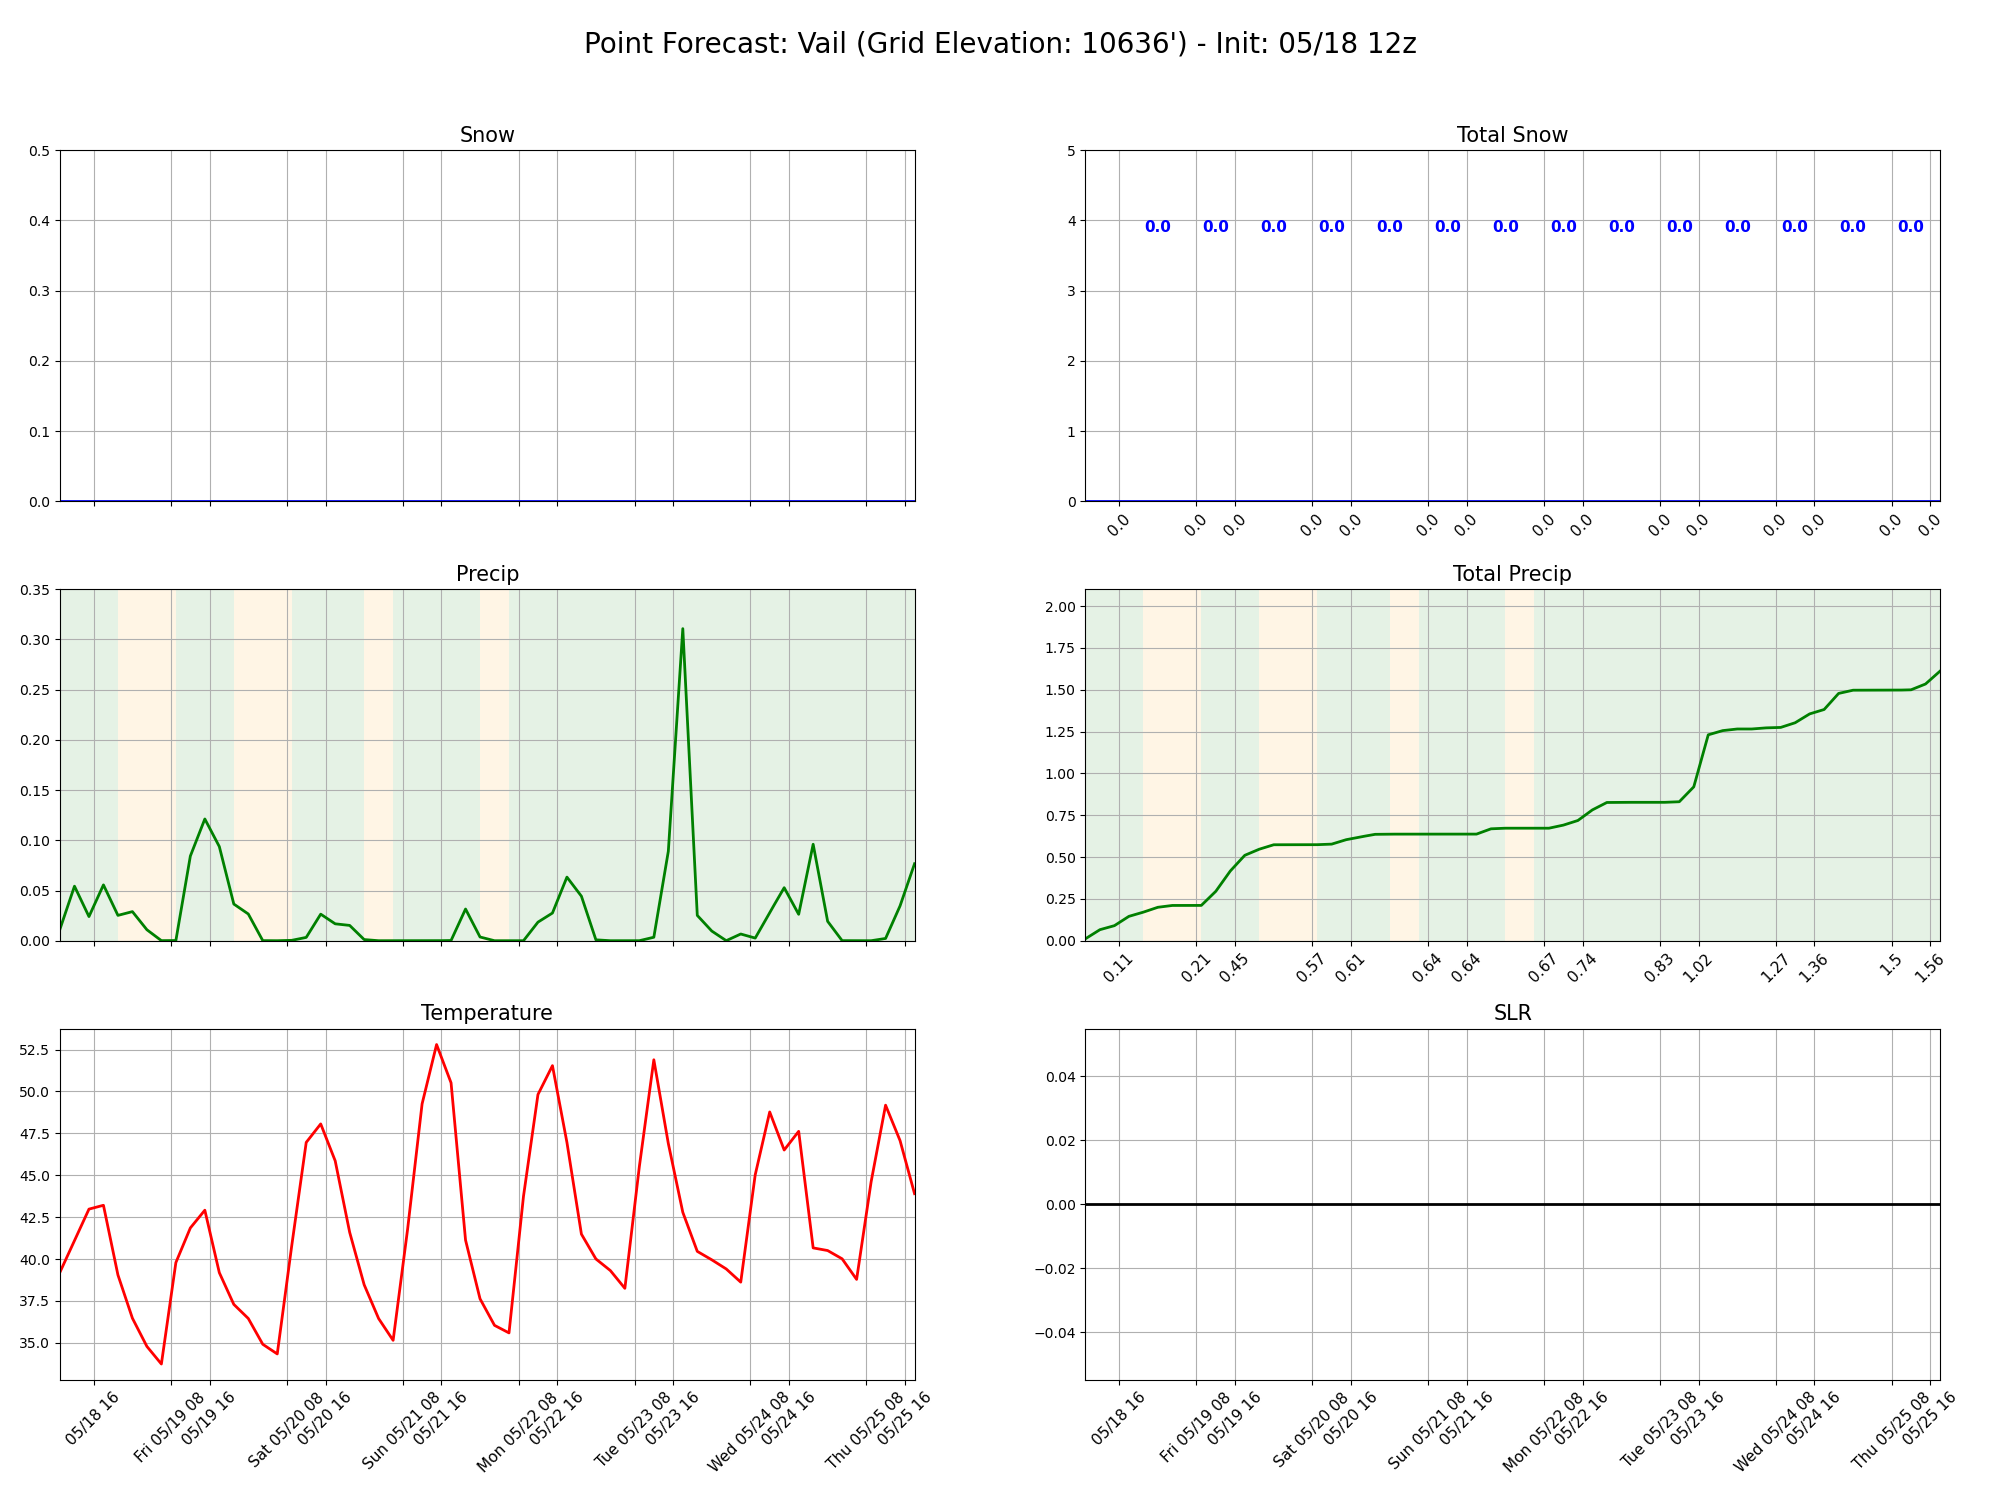 Point Forecast: Vail (Grid Elevation: 10636') - Init: 05/18 12z
Snow
0.5
0.4
0.3
0.2
0.1
0.0
Total Snow
5
4
3
2
1
0
0.0 0.0 0.0 0.0 0.0 0.0 0.0 0.0 0.0 0.0 0.0 0.0 0.0 0.0
0.0 0.0 0.0 0.0 0.0 0.0 0.0 0.0 0.0 0.0 0.0 0.0 0.0 0.0 0.0
Precip
0.35
0.30
0.25
0.20
0.15
0.10
0.05
0.00
Total Precip
2.00
1.75
1.50
1.25
1.00
0.75
0.50
0.25
0.00
0.11 0.21 0.45 0.57 0.61 0.64 0.64 0.67 0.74 0.83 1.02 1.27 1.36 1.5 1.56
Temperature
52.5
50.0
47.5
45.0
42.5
40.0
37.5
35.0
05/18 16
Fri 05/19 08
05/19 16
Sat 05/20 08
05/20 16
Sun 05/21 08
05/21 16
Mon 05/22 08
05/22 16
Tue 05/23 08
05/23 16
Wed 05/24 08
05/24 16
Thu 05/25 08
05/25 16
SLR
0.04
0.02
0.00
−0.02
−0.04
05/18 16
Fri 05/19 08
05/19 16
Sat 05/20 08
05/20 16
Sun 05/21 08
05/21 16
Mon 05/22 08
05/22 16
Tue 05/23 08
05/23 16
Wed 05/24 08
05/24 16
Thu 05/25 08
05/25 16